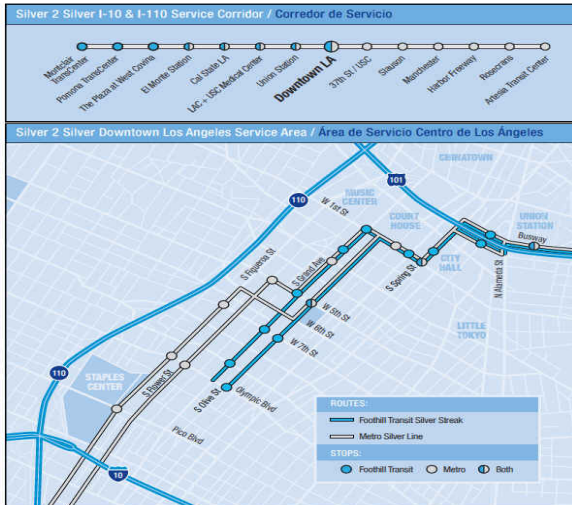 Silver 2 Silver I-10 & I-110 Service Corridor / Corredor de Servicio
Montclair TransCenter
Pomona TransCenter
The Plaza at West Covina
El Monte Station
Cal State LA
LAC + USC Medical Center
Union Station
Downtown LA
37th St / USC
Slauson
Manchester
Harbor Freeway
Rosecrans
Artesia Transit Center
Silver 2 Silver Downtown Los Angeles Service Area / Área de Servicio Centro de Los Ángeles
CHINATOWN
101
110
MUSIC
CENTER
W 1st St
COURT
HOUSE
UNION
STATION
Busway
S Figueroa St
S Grand Ave
S Spring St
CITY
HALL
N Alameda St
W 5th St
W 6th St
W 7th St
LITTLE
TOKYO
110
STAPLES
CENTER
S Flower St
S Olive St
Olympic Blvd
Pico Blvd
10
ROUTES:
Foothill Transit Silver Streak
Metro Silver Line
STOPS:
Foothill Transit
Metro
Both